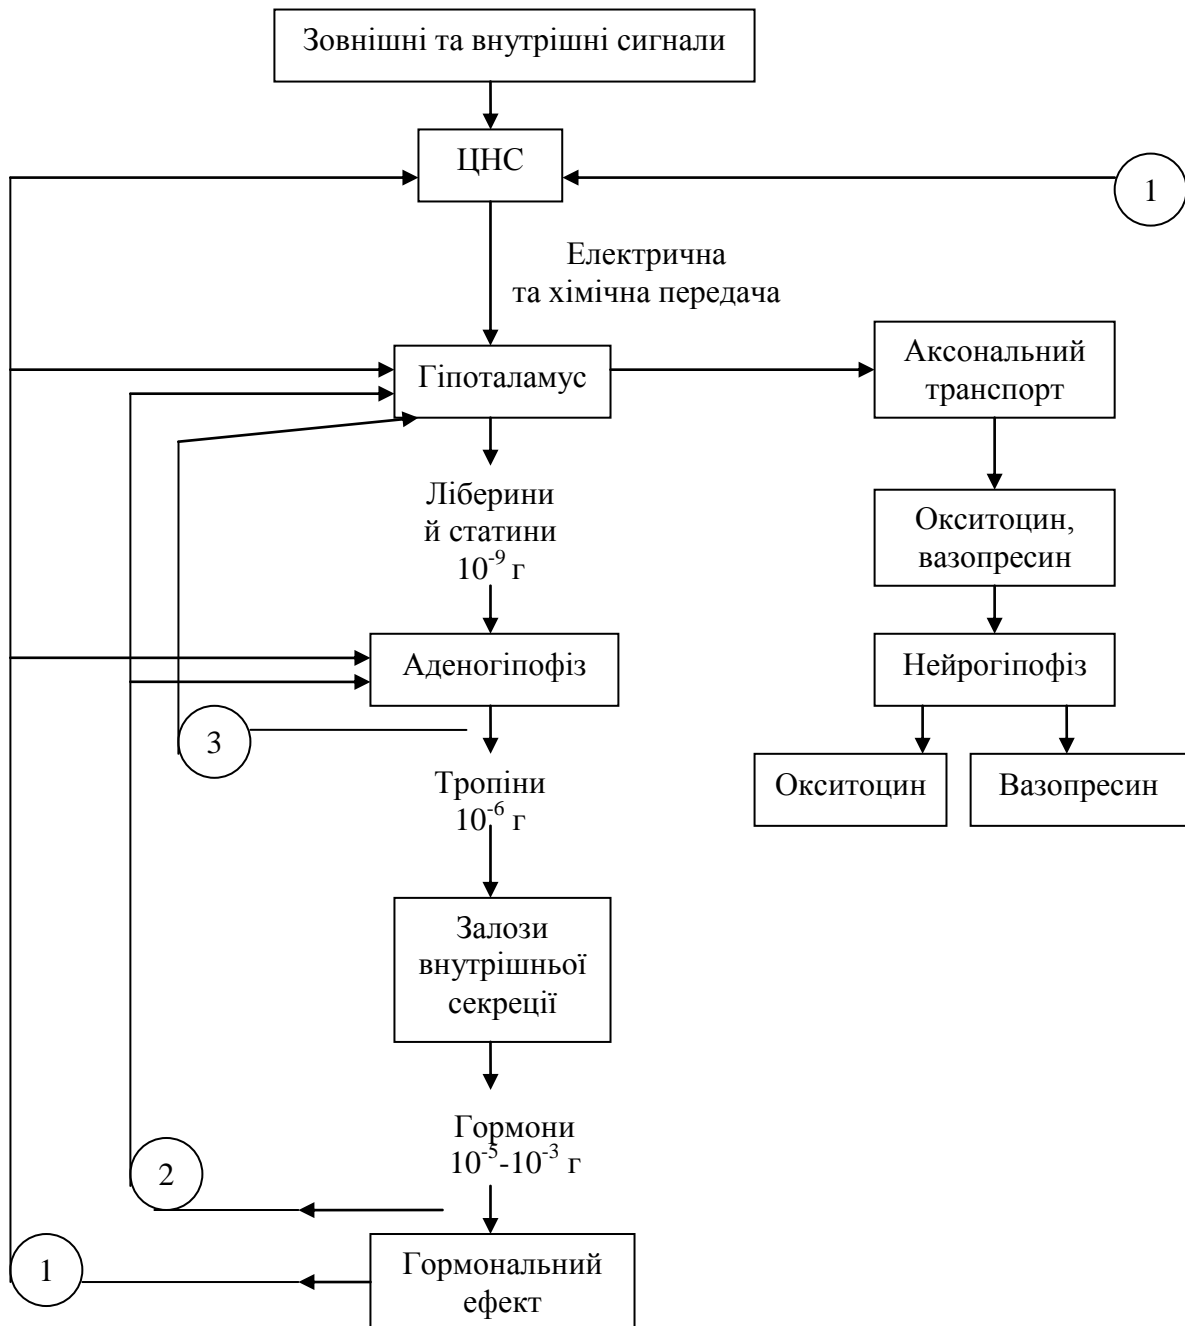 Зовнішні та внутрішні сигнали
ЦНС
1
Електрична
та хімічна передача
Гіпоталамус
Аксональний
транспорт
Ліберини
й статини
10⁻⁹ г
Окситоцин,
вазопресин
Аденогіпофіз
Нейрогіпофіз
3
Тропіни
10⁻⁶ г
Окситоцин
Вазопресин
Залози
внутрішньої
секреції
Гормони
10⁻⁵-10⁻³ г
2
1
Гормональний
ефект